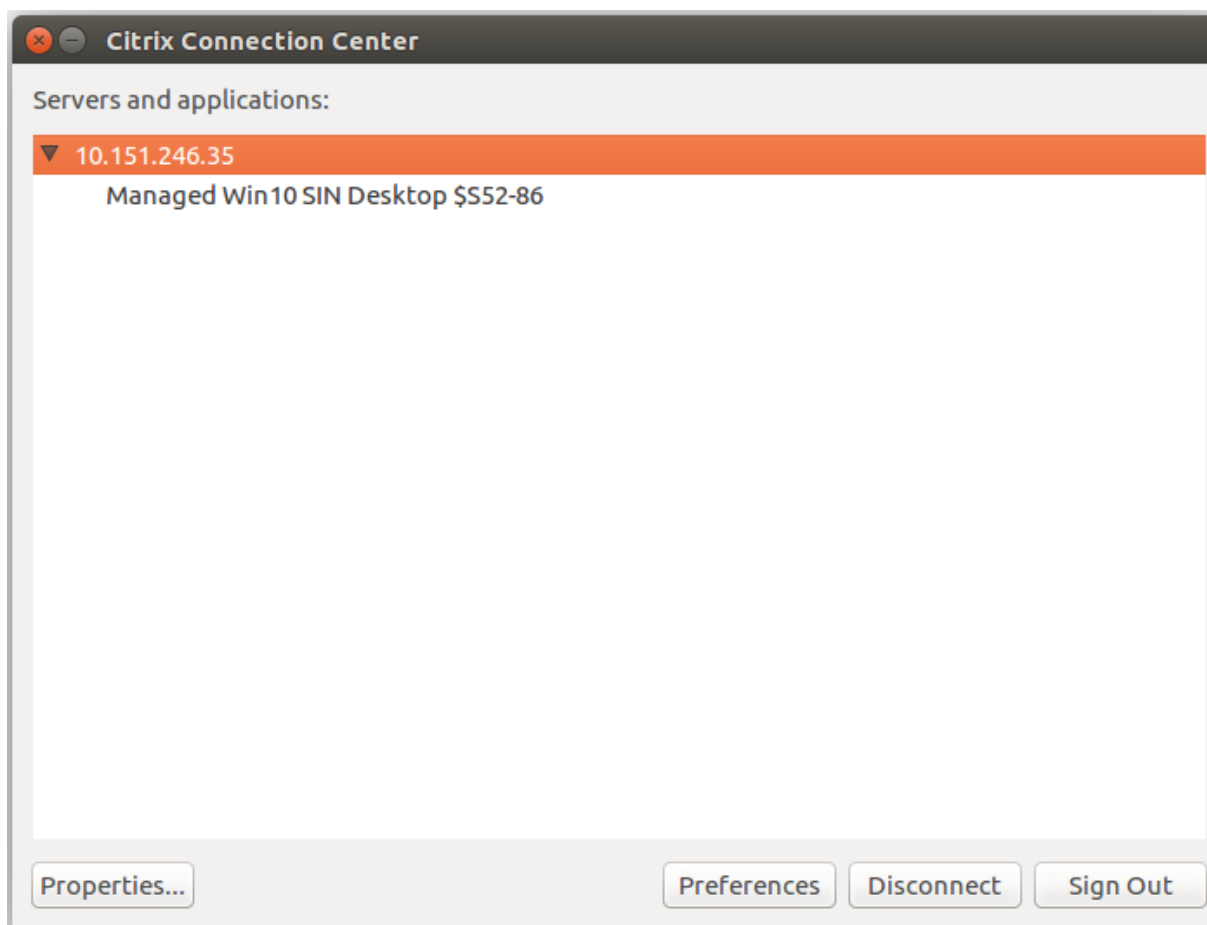 Citrix Connection Center
Servers and applications:
10.151.246.35
Managed Win10 SIN Desktop $S52-86
Properties... Preferences Disconnect Sign Out